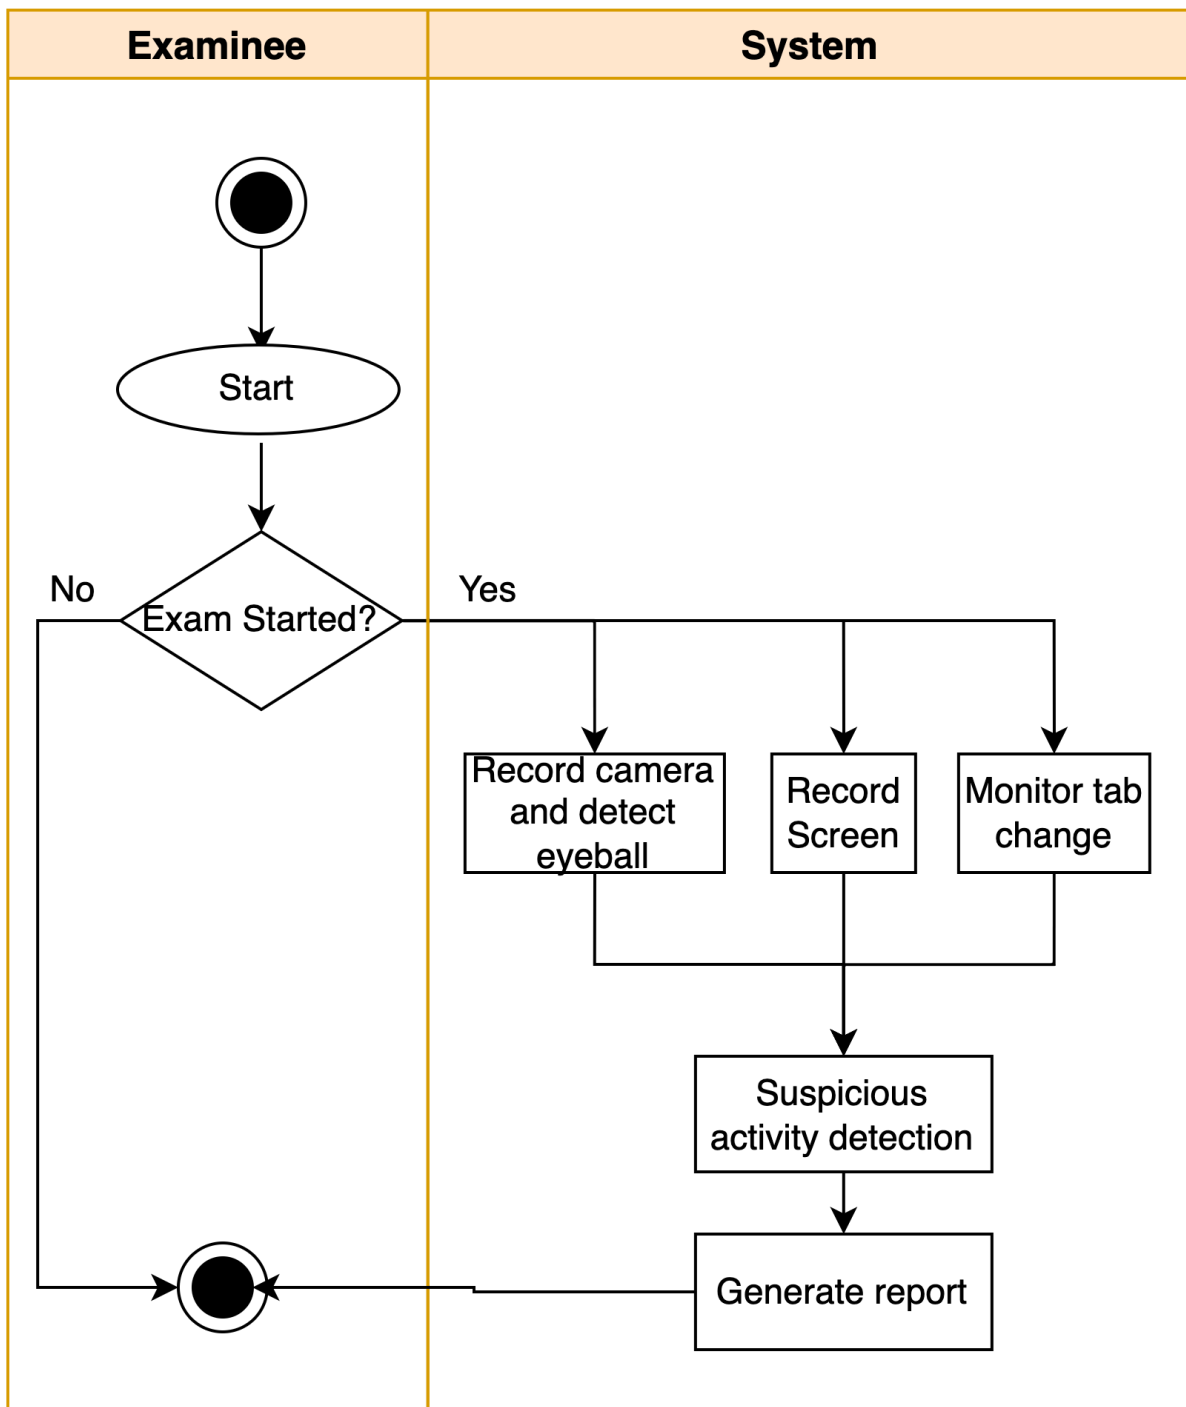 Examinee
System
Start
No
Exam Started?
Yes
Record camera
and detect
eyeball
Record
Screen
Monitor tab
change
Suspicious
activity detection
Generate report